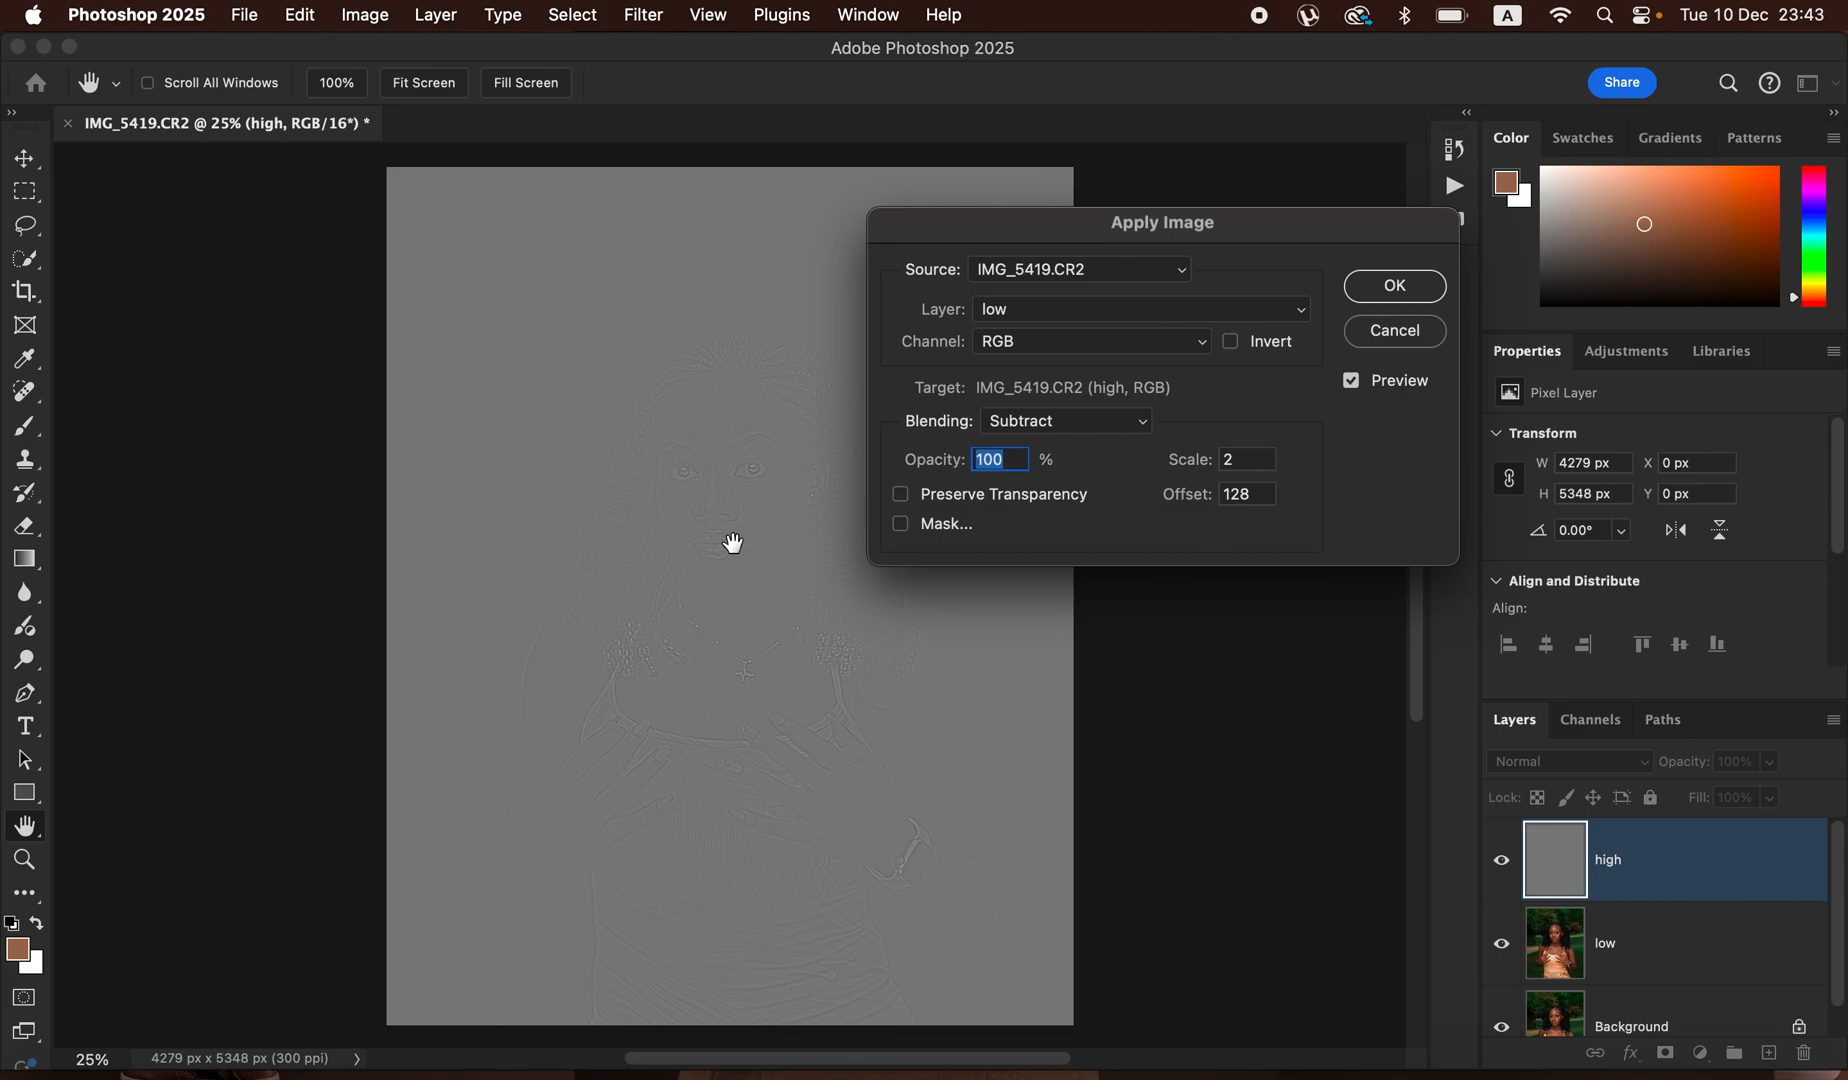 Photoshop 2025 File Edit Image Layer Type Select Filter View Plugins Window Help A Tue 10 Dec 23:43
Adobe Photoshop 2025
Scroll All Windows 100% Fit Screen Fill Screen Share
× IMG_5419.CR2 @ 25% (high, RGB/16*) *
Color Swatches Gradients Patterns
Apply Image
Source: IMG_5419.CR2
Layer: low
Channel: RGB Invert
Target: IMG_5419.CR2 (high, RGB)
Blending: Subtract
Opacity: 100 % Scale: 2
Preserve Transparency Offset: 128
Mask...
OK
Cancel
Preview
Properties Adjustments Libraries
Pixel Layer
Transform
W 4279 px X 0 px
H 5348 px Y 0 px
0.00°
Align and Distribute
Align:
Layers Channels Paths
Normal Opacity: 100%
Lock: Fill: 100%
high
low
Background
fx
25% 4279 px x 5348 px (300 ppi)